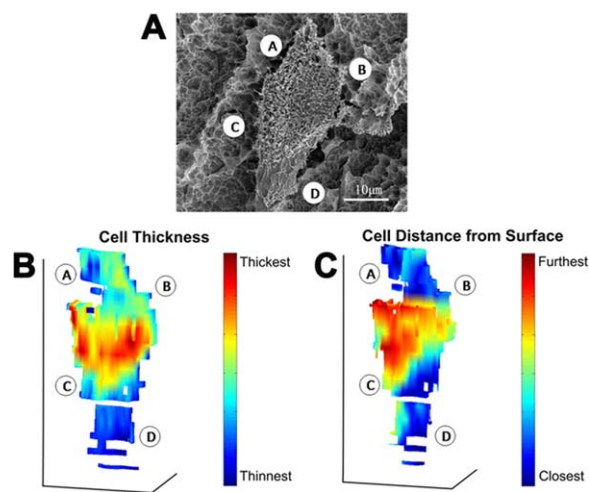 A
A
B
C
D
10μm
Cell Thickness
Cell Distance from Surface
B
A
B
C
D
Thickest
Thinnest
C
A
B
C
D
Furthest
Closest